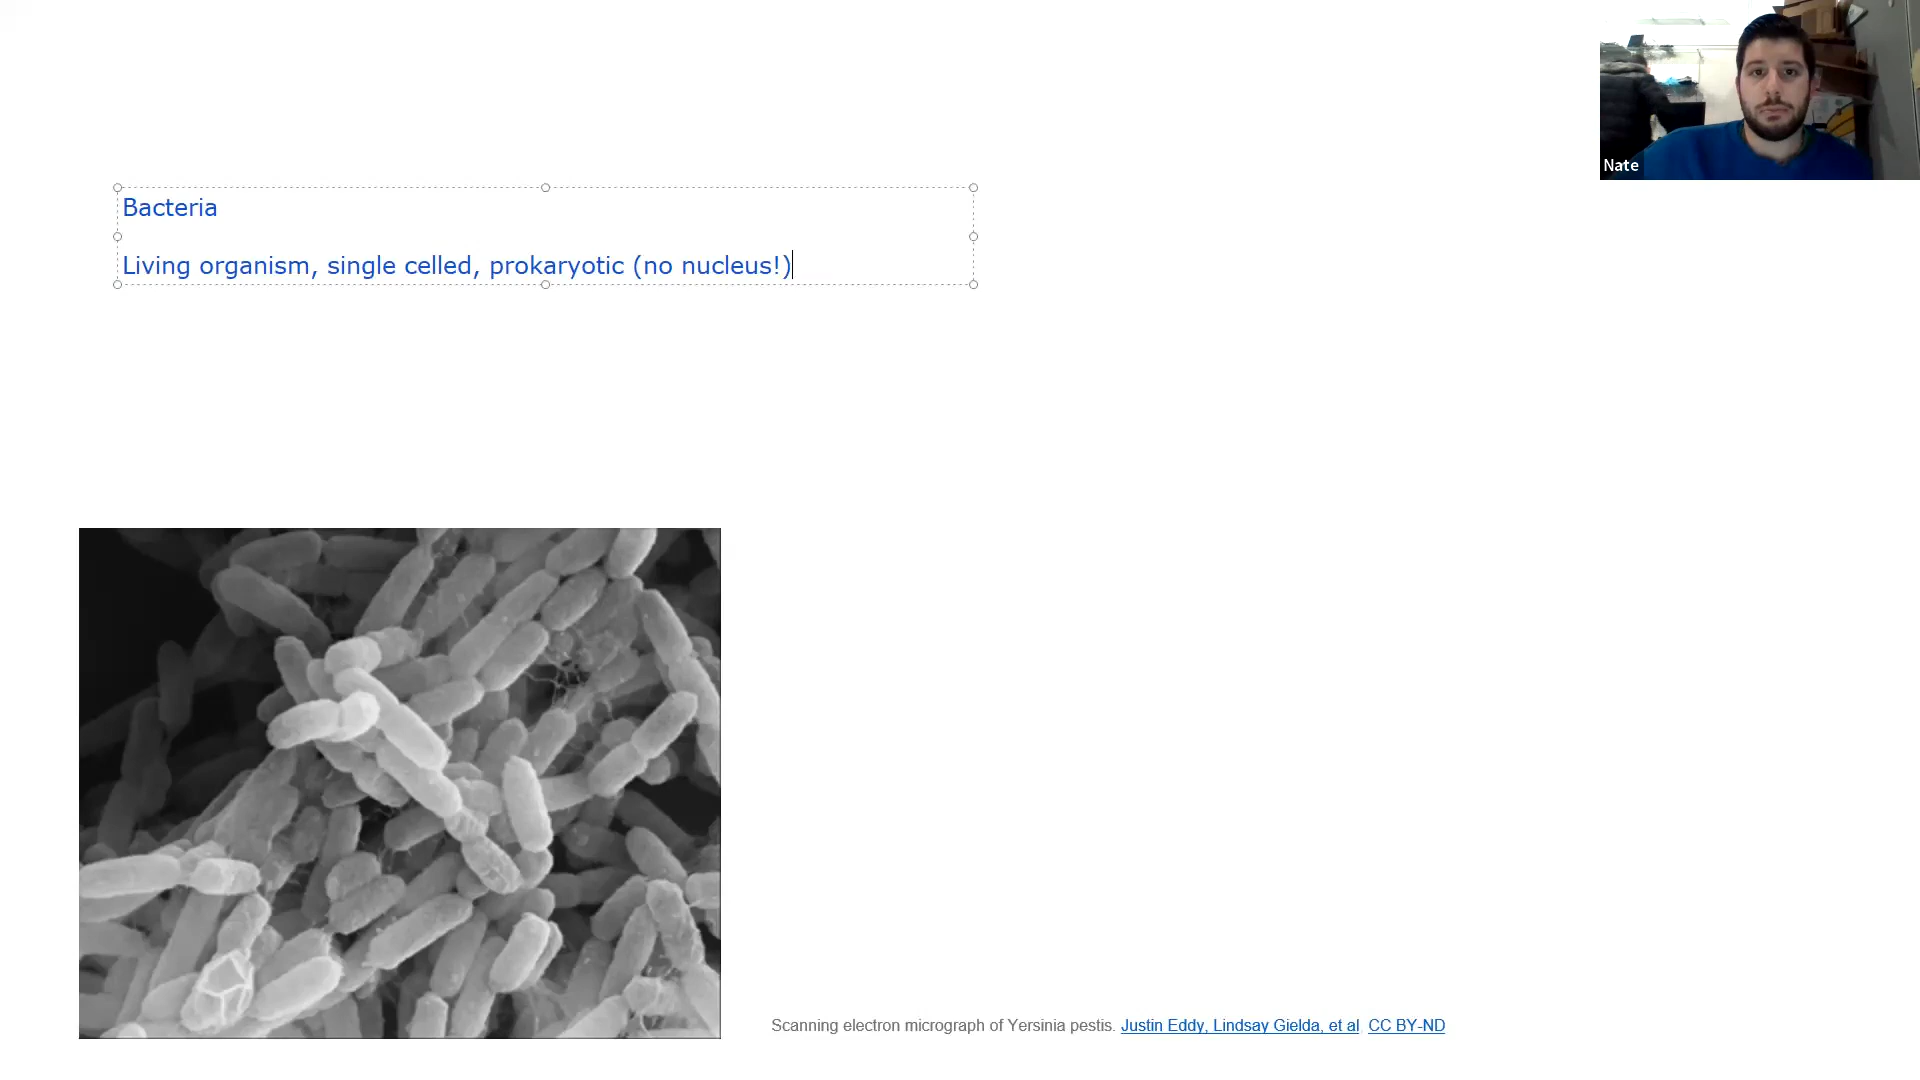 Nate
Bacteria
Living organism, single celled, prokaryotic (no nucleus!)
Scanning electron micrograph of Yersinia pestis. Justin Eddy, Lindsay Gielda, et al CC BY-ND